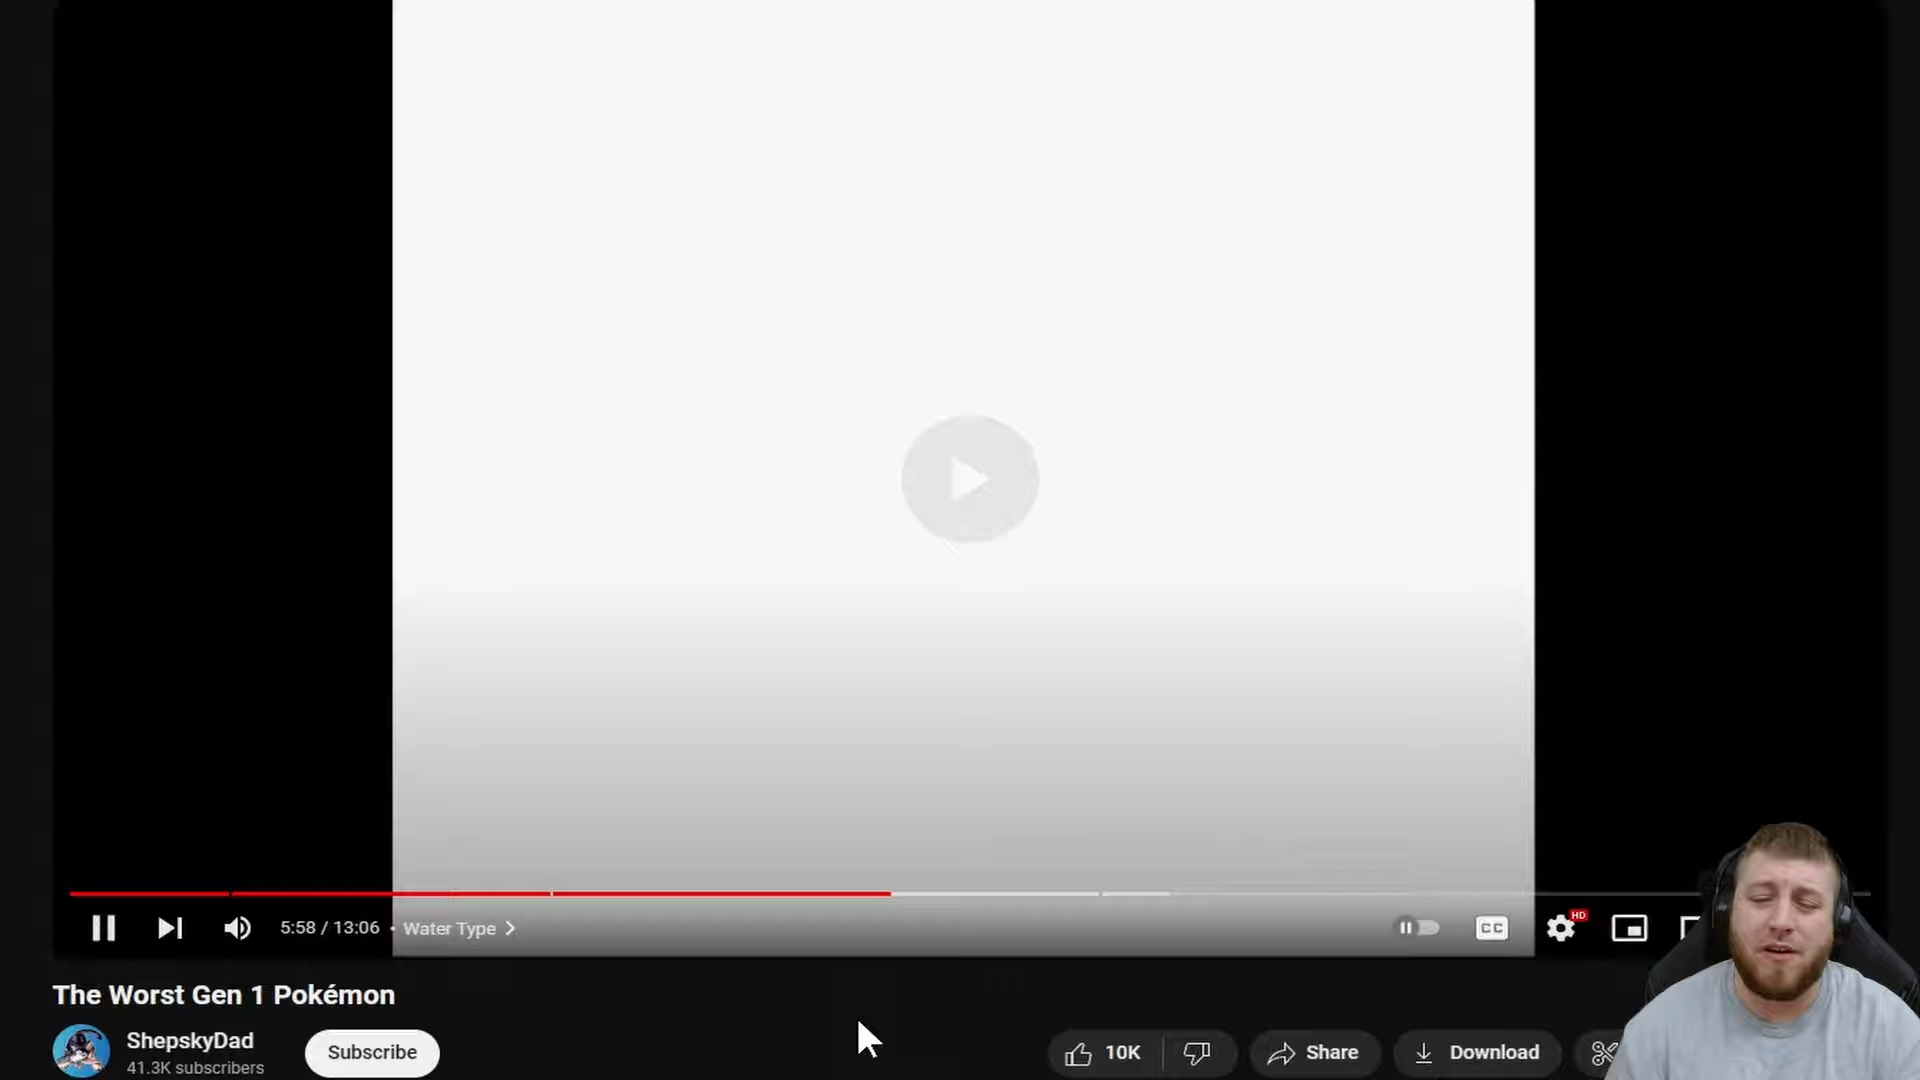 5:58 / 13:06 • Water Type
CC
HD
The Worst Gen 1 Pokémon
ShepskyDad
41.3K subscribers
Subscribe
10K
Share
Download